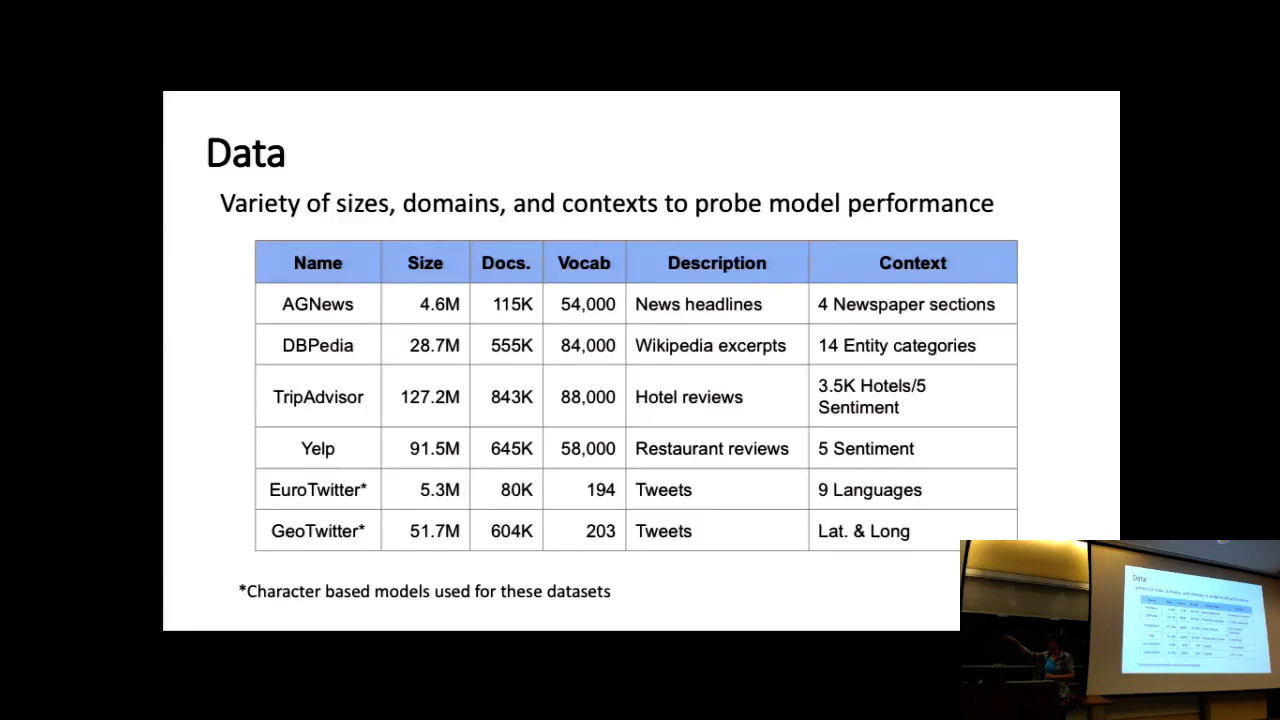 Data
Variety of sizes, domains, and contexts to probe model performance
Name Size Docs. Vocab Description Context
AGNews 4.6M 115K 54,000 News headlines 4 Newspaper sections
DBPedia 28.7M 555K 84,000 Wikipedia excerpts 14 Entity categories
TripAdvisor 127.2M 843K 88,000 Hotel reviews 3.5K Hotels/5
Sentiment
Yelp 91.5M 645K 58,000 Restaurant reviews 5 Sentiment
EuroTwitter* 5.3M 80K 194 Tweets 9 Languages
GeoTwitter* 51.7M 604K 203 Tweets Lat. & Long
*Character based models used for these datasets
Data